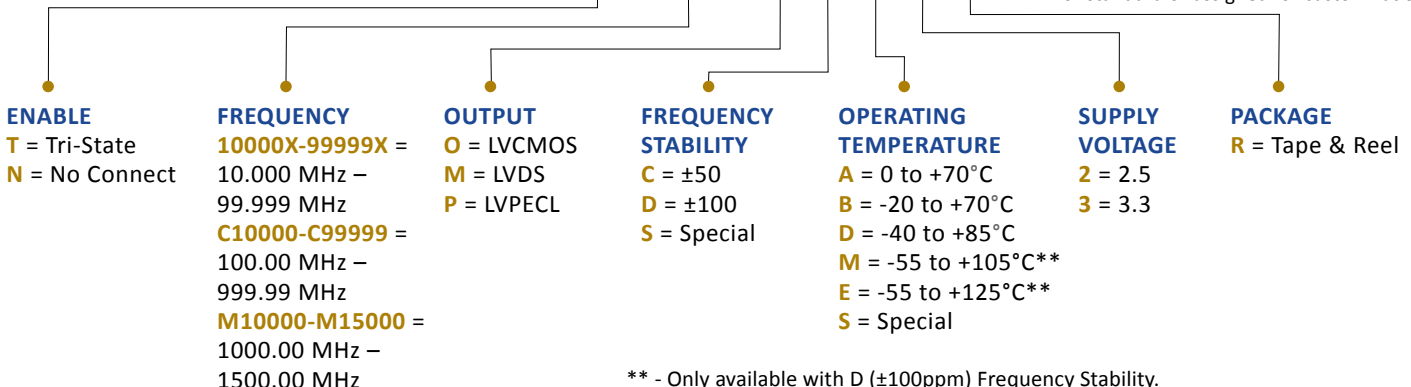 ENABLE
T = Tri-State
N = No Connect
FREQUENCY
10000X-99999X =
10.000 MHz –
99.999 MHz
C10000-C99999 =
100.00 MHz –
999.99 MHz
M10000-M15000 =
1000.00 MHz –
1500.00 MHz
OUTPUT
O = LVCMOS
M = LVDS
P = LVPECL
FREQUENCY
STABILITY
C = ±50
D = ±100
S = Special
OPERATING
TEMPERATURE
A = 0 to +70°C
B = -20 to +70°C
D = -40 to +85°C
M = -55 to +105°C**
E = -55 to +125°C**
S = Special
SUPPLY
VOLTAGE
2 = 2.5
3 = 3.3
PACKAGE
R = Tape & Reel
** - Only available with D (±100ppm) Frequency Stability.